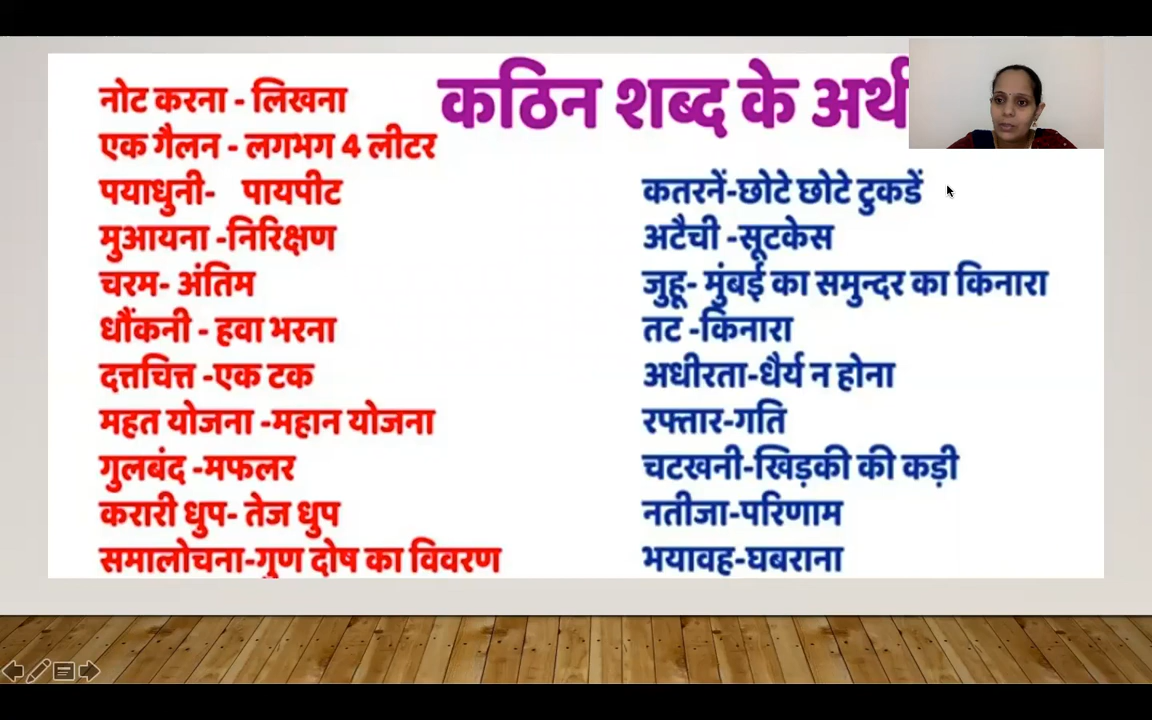 कठिन शब्द के अर्थ
नोट करना - लिखना
एक गैलन - लगभग 4 लीटर
पयाधुनी- पायपीट
मुआयना -निरिक्षण
चरम- अंतिम
धौंकनी - हवा भरना
दत्तचित्त -एक टक
महत योजना -महान योजना
गुलबंद -मफलर
करारी धुप- तेज धुप
समालोचना-गुण दोष का विवरण
कतरनें-छोटे छोटे टुकडें
अटैची -सूटकेस
जुहू- मुंबई का समुन्दर का किनारा
तट -किनारा
अधीरता-धैर्य न होना
रफ्तार-गति
चटखनी-खिड़की की कड़ी
नतीजा-परिणाम
भयावह-घबराना